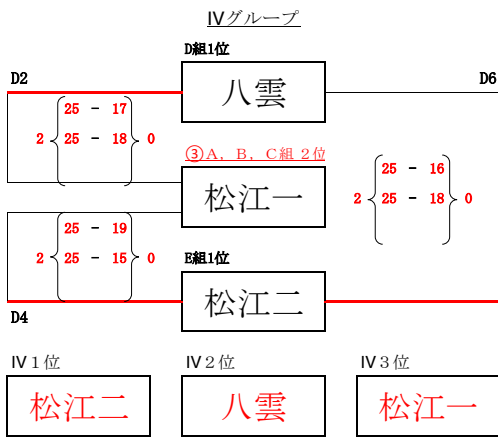 Ⅳグループ
D組1位
D2
八雲
D6
25 － 17
2 25 － 18 0
③A，B，C組 2位
松江一
25 － 16
2 25 － 18 0
25 － 19
2 25 － 15 0
E組1位
松江二
D4
Ⅳ1位
Ⅳ2位
Ⅳ3位
松江二
八雲
松江一